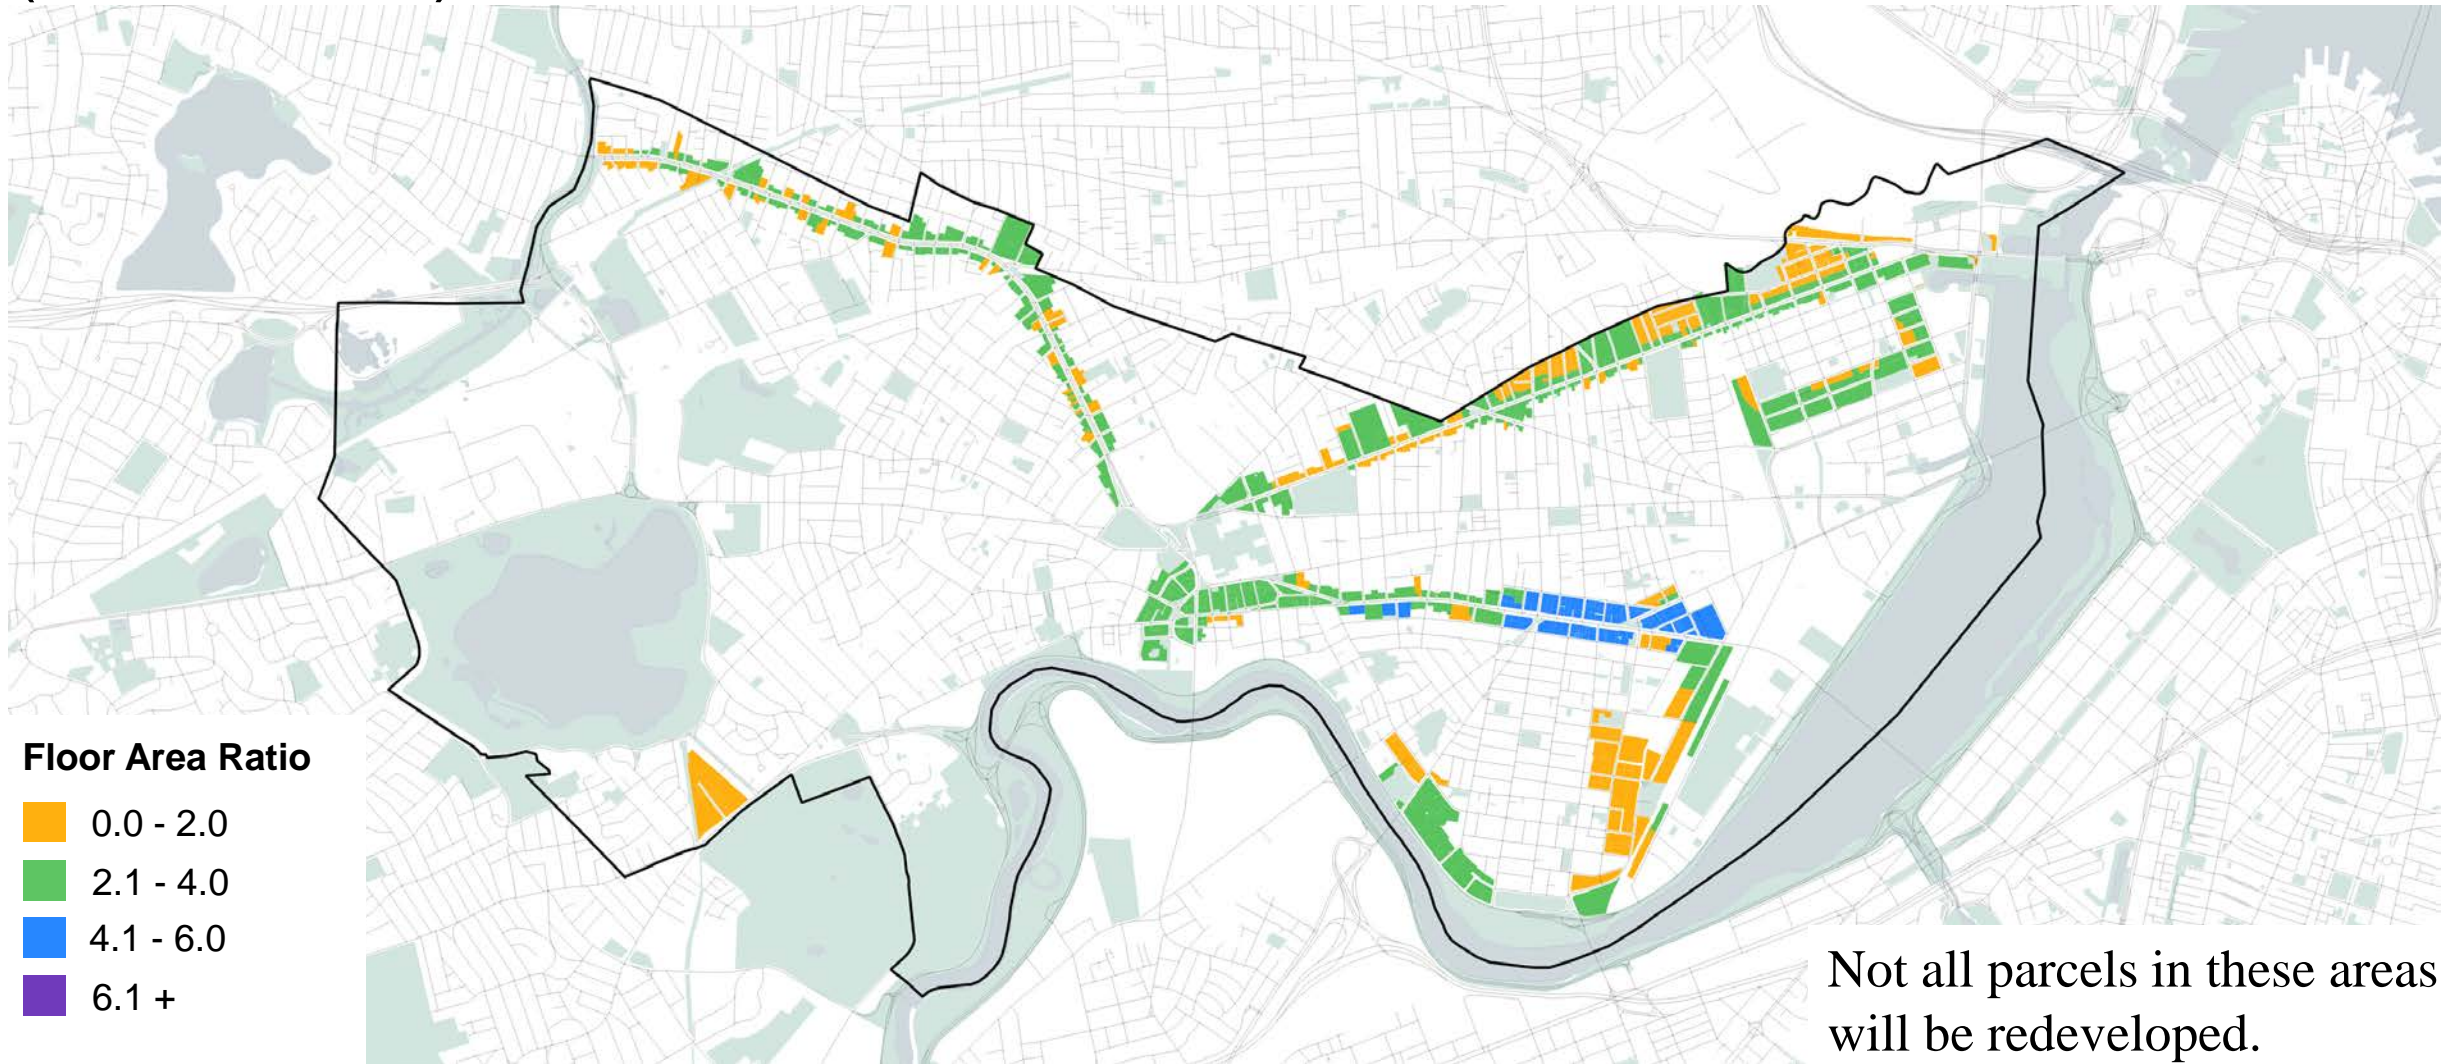 Floor Area Ratio
0.0 - 2.0
2.1 - 4.0
4.1 - 6.0
6.1 +
Not all parcels in these areas
will be redeveloped.